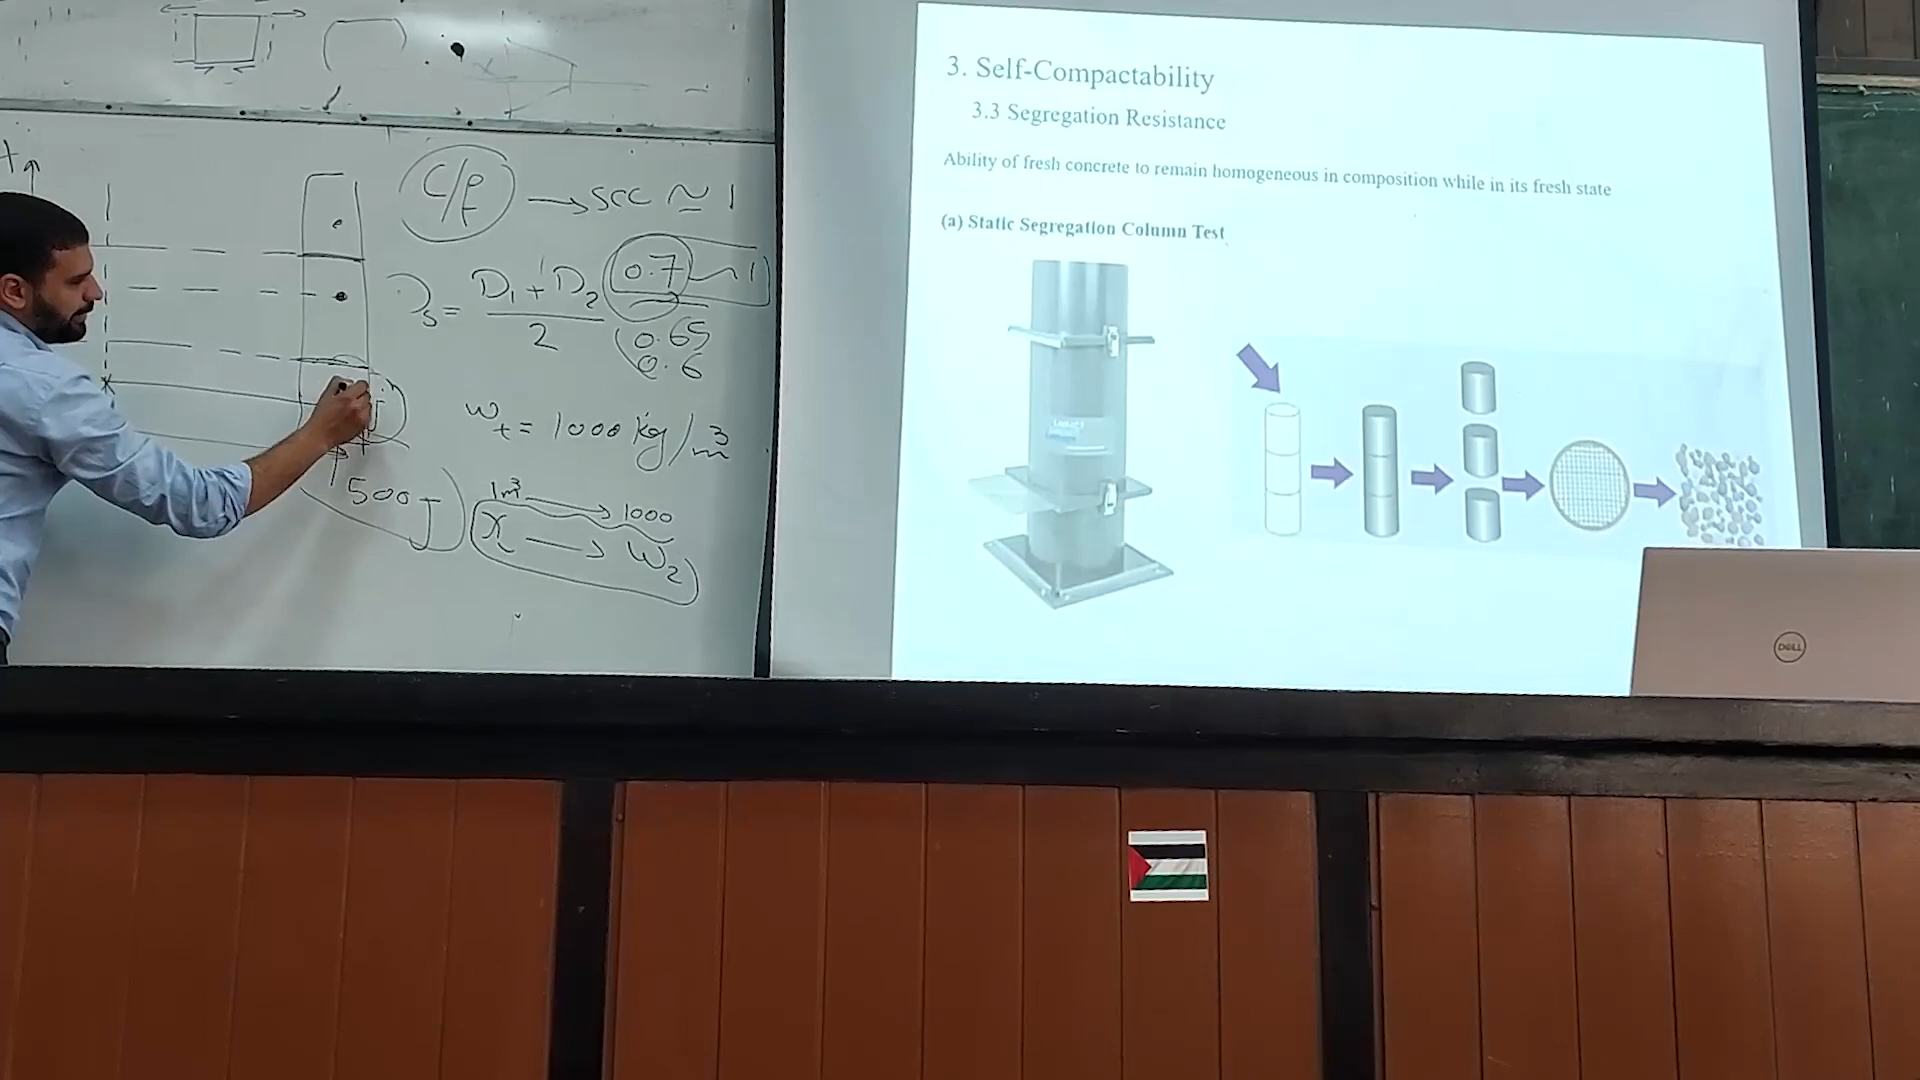 C/F → SCC ≃ 1
D₃ = (D₁ + D₂)/2
0.7 ~ 1
0.65
0.6
w_t = 1000 kg/m³
500 J
1m³ → 1000
x → w₂
3. Self-Compactability
3.3 Segregation Resistance
Ability of fresh concrete to remain homogeneous in composition while in its fresh state
(a) Static Segregation Column Test
DELL